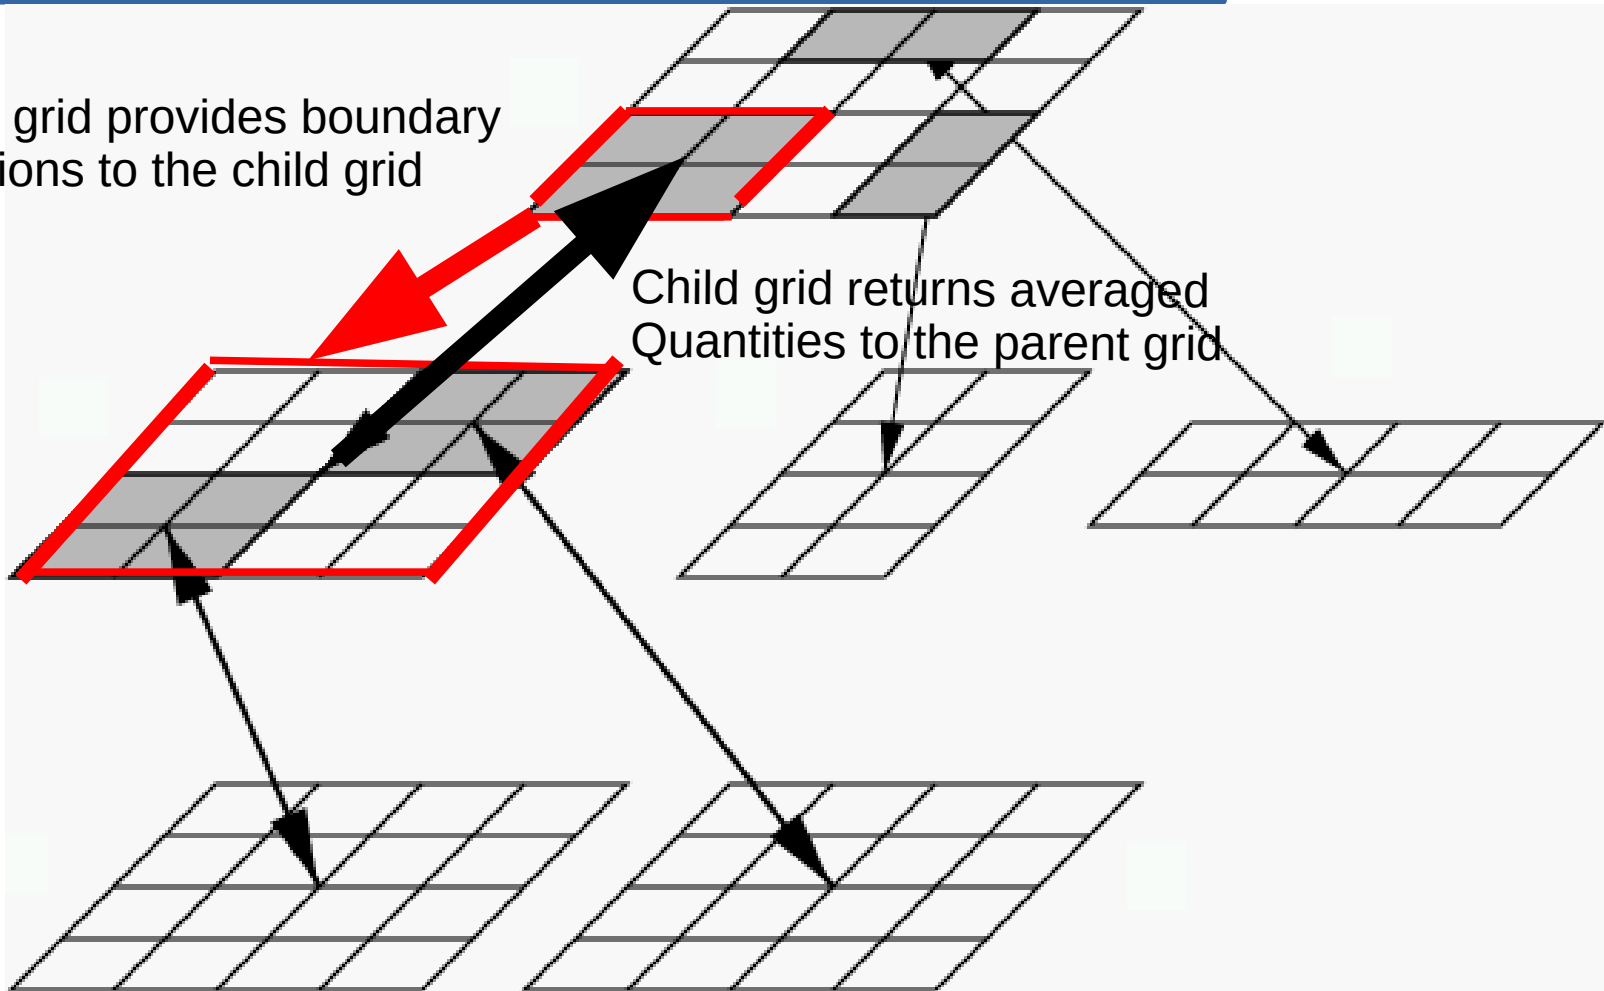 grid provides boundary
ions to the child grid
Child grid returns averaged
Quantities to the parent grid